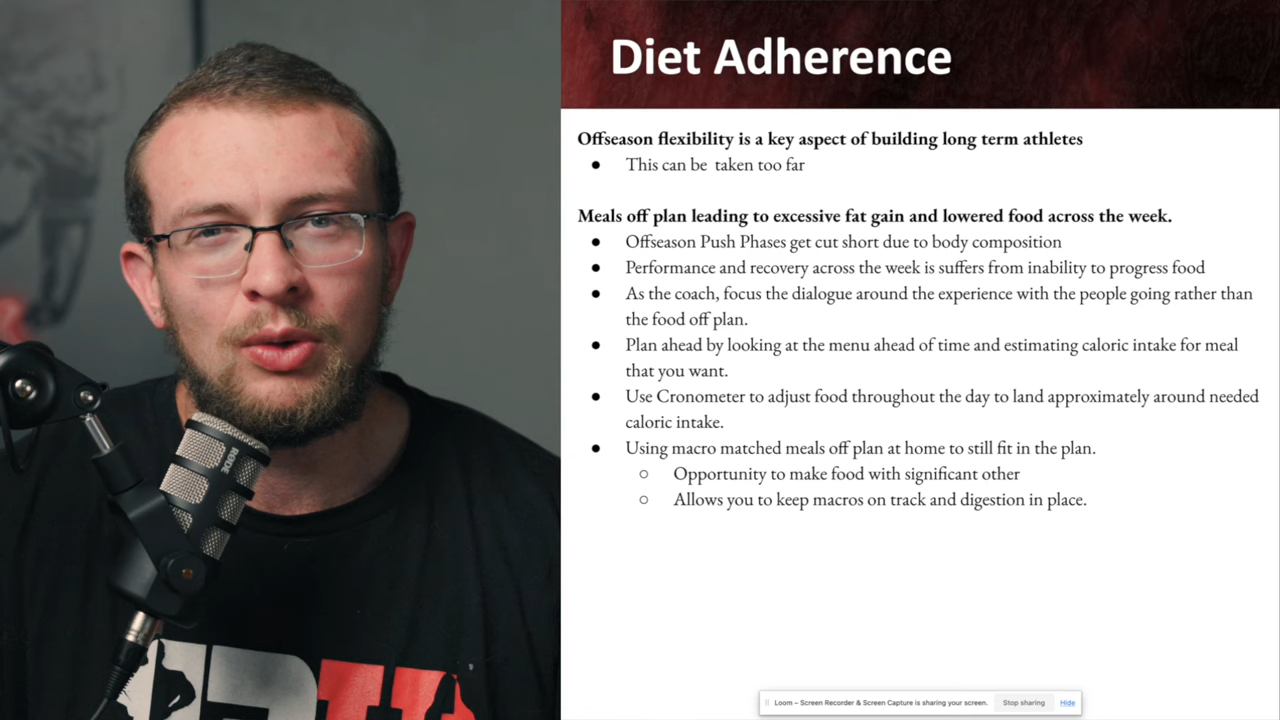 Diet Adherence
Offseason flexibility is a key aspect of building long term athletes
● This can be taken too far
Meals off plan leading to excessive fat gain and lowered food across the week.
● Offseason Push Phases get cut short due to body composition
● Performance and recovery across the week is suffers from inability to progress food
● As the coach, focus the dialogue around the experience with the people going rather than
the food off plan.
● Plan ahead by looking at the menu ahead of time and estimating caloric intake for meal
that you want.
● Use Cronometer to adjust food throughout the day to land approximately around needed
caloric intake.
● Using macro matched meals off plan at home to still fit in the plan.
○ Opportunity to make food with significant other
○ Allows you to keep macros on track and digestion in place.
RODE
Loom – Screen Recorder & Screen Capture is sharing your screen. Stop sharing Hide